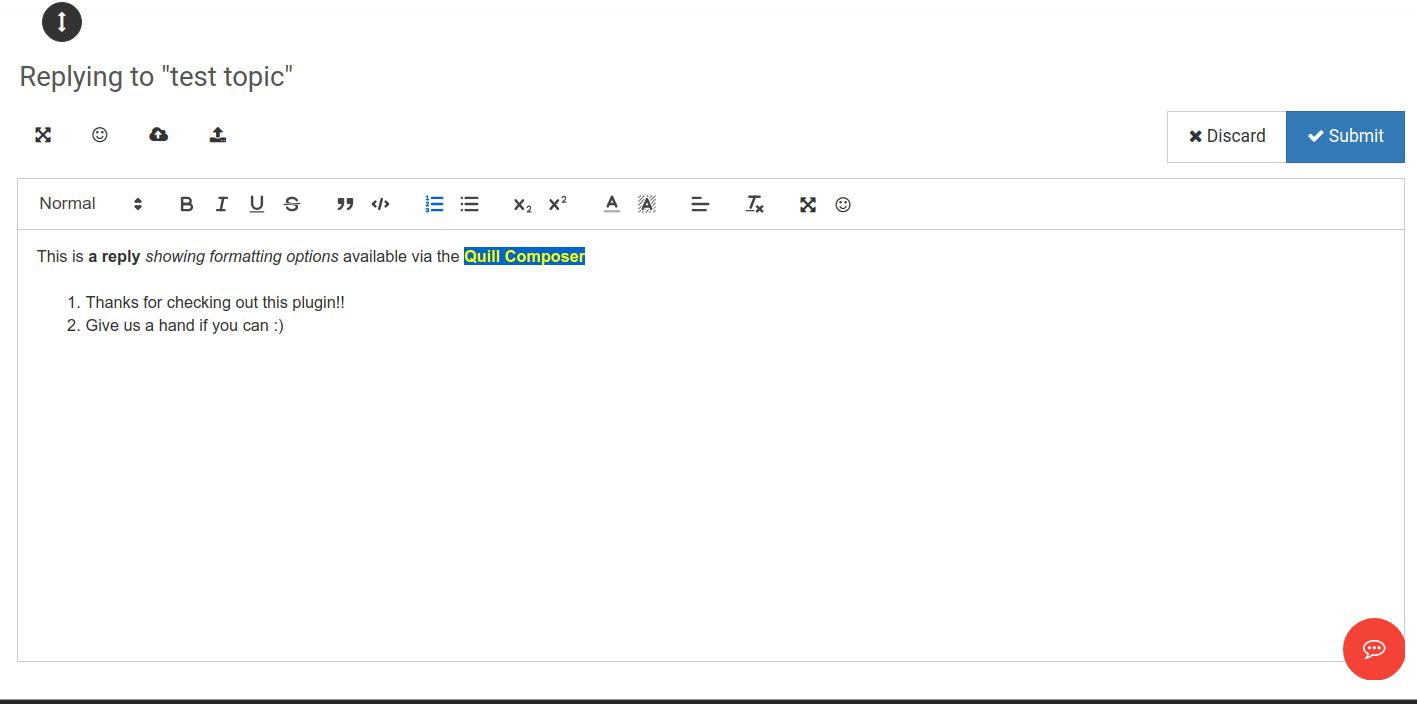 Replying to "test topic"
Discard
Submit
Normal
This is a reply showing formatting options available via the Quill Composer
1. Thanks for checking out this plugin!!
2. Give us a hand if you can :)